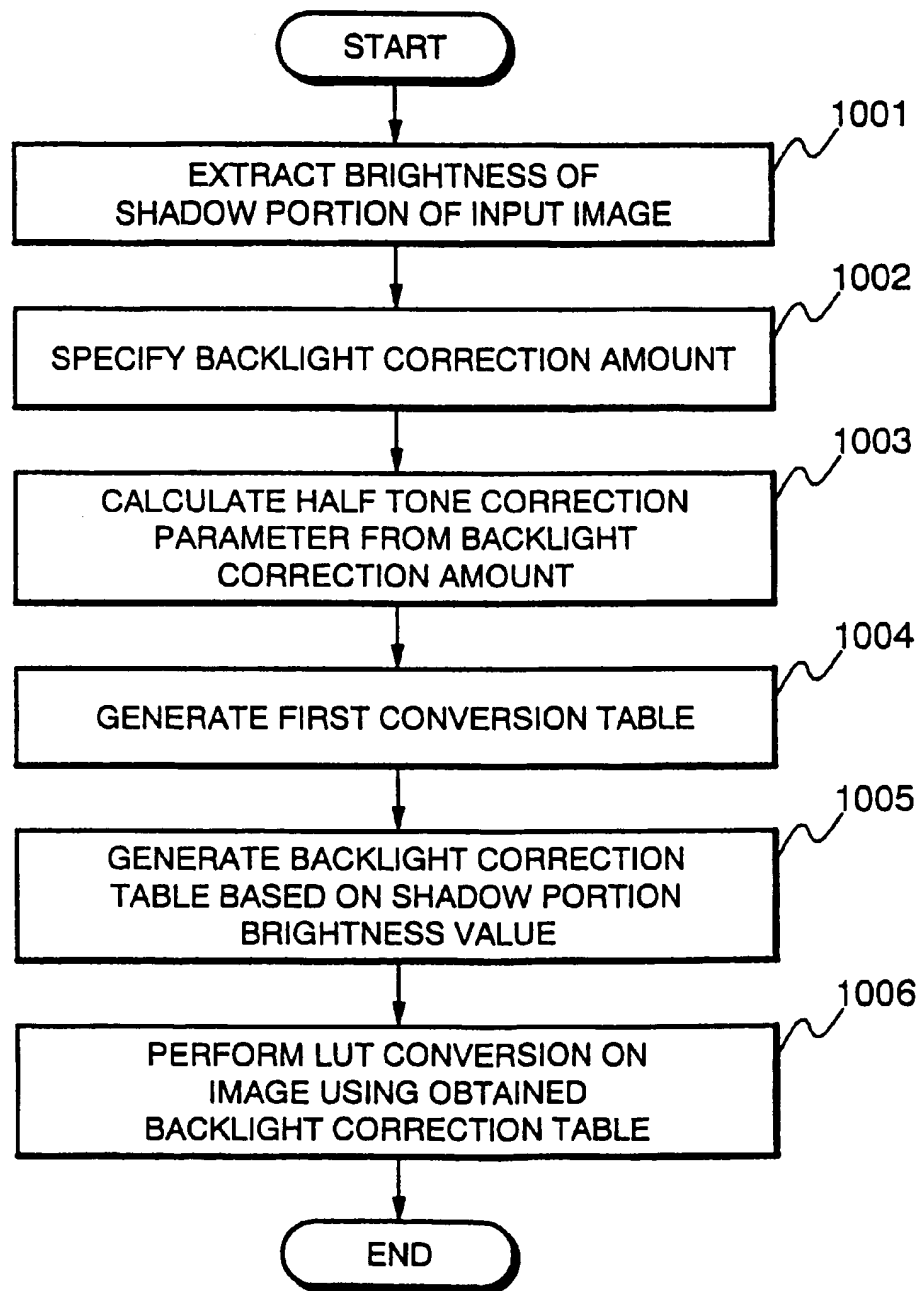 START
1001
EXTRACT BRIGHTNESS OF
SHADOW PORTION OF INPUT IMAGE
1002
SPECIFY BACKLIGHT CORRECTION AMOUNT
1003
CALCULATE HALF TONE CORRECTION
PARAMETER FROM BACKLIGHT
CORRECTION AMOUNT
1004
GENERATE FIRST CONVERSION TABLE
1005
GENERATE BACKLIGHT CORRECTION
TABLE BASED ON SHADOW PORTION
BRIGHTNESS VALUE
1006
PERFORM LUT CONVERSION ON
IMAGE USING OBTAINED
BACKLIGHT CORRECTION TABLE
END